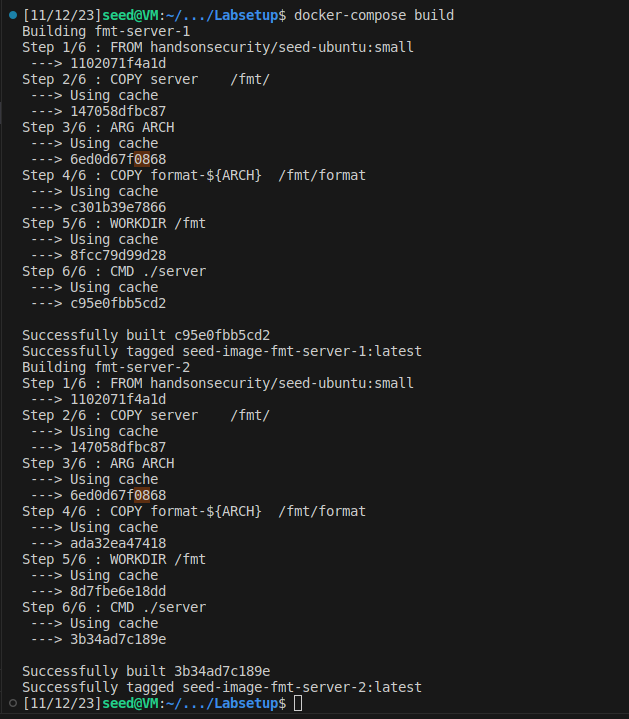 [11/12/23]seed@VM:~/.../Labsetup$ docker-compose build
Building fmt-server-1
Step 1/6 : FROM handsonsecurity/seed-ubuntu:small
---> 1102071f4a1d
Step 2/6 : COPY server    /fmt/
---> Using cache
---> 147058dfbc87
Step 3/6 : ARG ARCH
---> Using cache
---> 6ed0d67f0868
Step 4/6 : COPY format-${ARCH}  /fmt/format
---> Using cache
---> c301b39e7866
Step 5/6 : WORKDIR /fmt
---> Using cache
---> 8fcc79d99d28
Step 6/6 : CMD ./server
---> Using cache
---> c95e0fbb5cd2
Successfully built c95e0fbb5cd2
Successfully tagged seed-image-fmt-server-1:latest
Building fmt-server-2
Step 1/6 : FROM handsonsecurity/seed-ubuntu:small
---> 1102071f4a1d
Step 2/6 : COPY server    /fmt/
---> Using cache
---> 147058dfbc87
Step 3/6 : ARG ARCH
---> Using cache
---> 6ed0d67f0868
Step 4/6 : COPY format-${ARCH}  /fmt/format
---> Using cache
---> ada32ea47418
Step 5/6 : WORKDIR /fmt
---> Using cache
---> 8d7fbe6e18dd
Step 6/6 : CMD ./server
---> Using cache
---> 3b34ad7c189e
Successfully built 3b34ad7c189e
Successfully tagged seed-image-fmt-server-2:latest
[11/12/23]seed@VM:~/.../Labsetup$